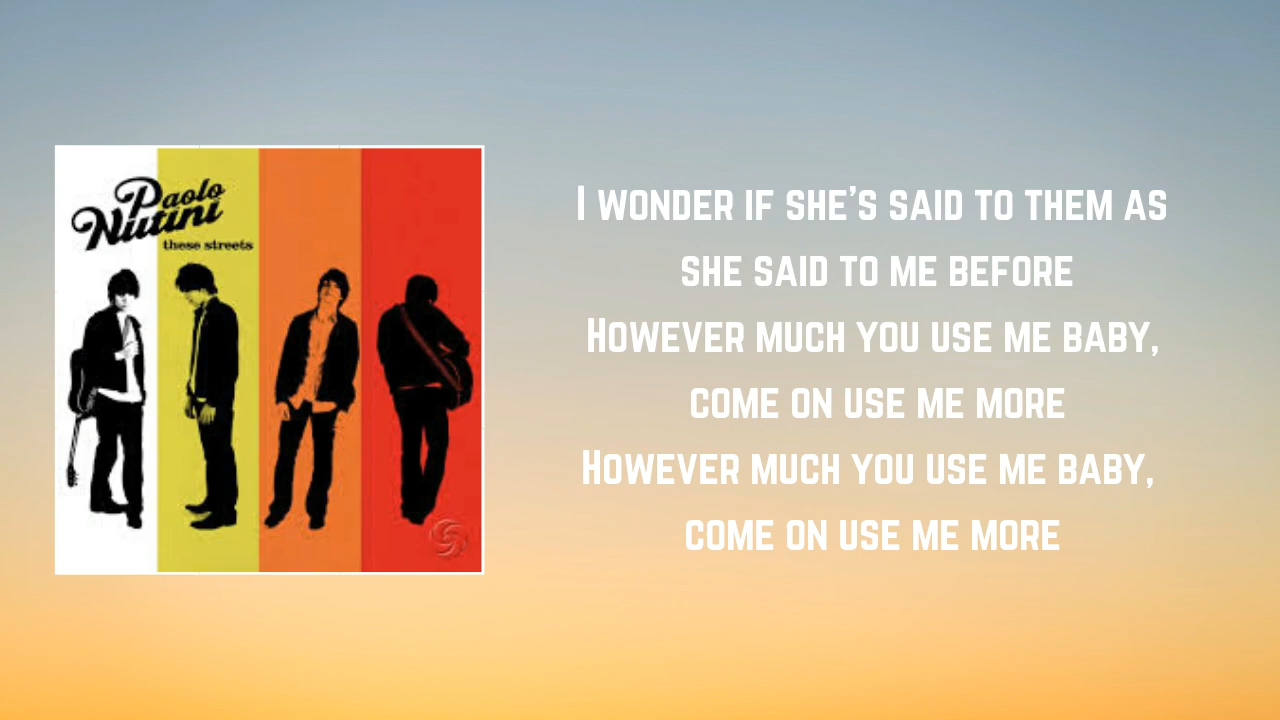 Paolo
Nutini
these streets
I wonder if she's said to them as
she said to me before
However much you use me baby,
come on use me more
However much you use me baby,
come on use me more